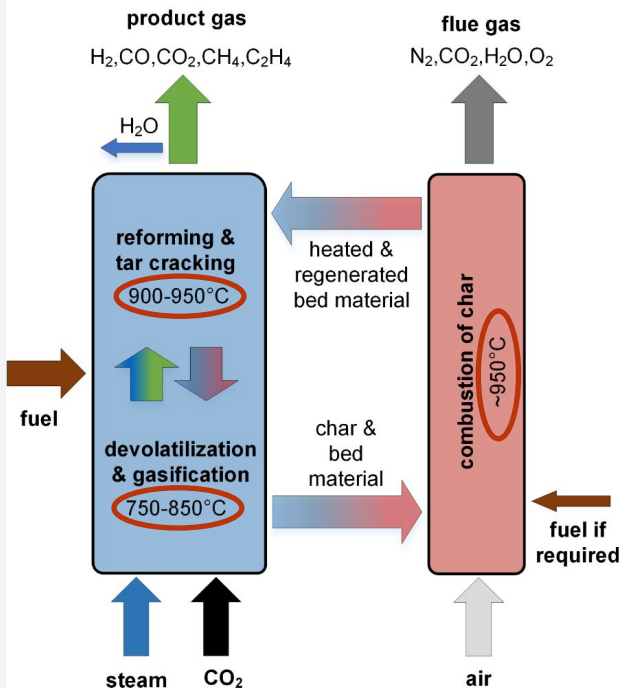 product gas
H₂,CO,CO₂,CH₄,C₂H₄
flue gas
N₂,CO₂,H₂O,O₂
H₂O
reforming &
tar cracking
900-950°C
heated &
regenerated
bed material
combustion of char
~950°C
fuel
devolatilization
& gasification
750-850°C
char &
bed
material
fuel if
required
steam
CO₂
air